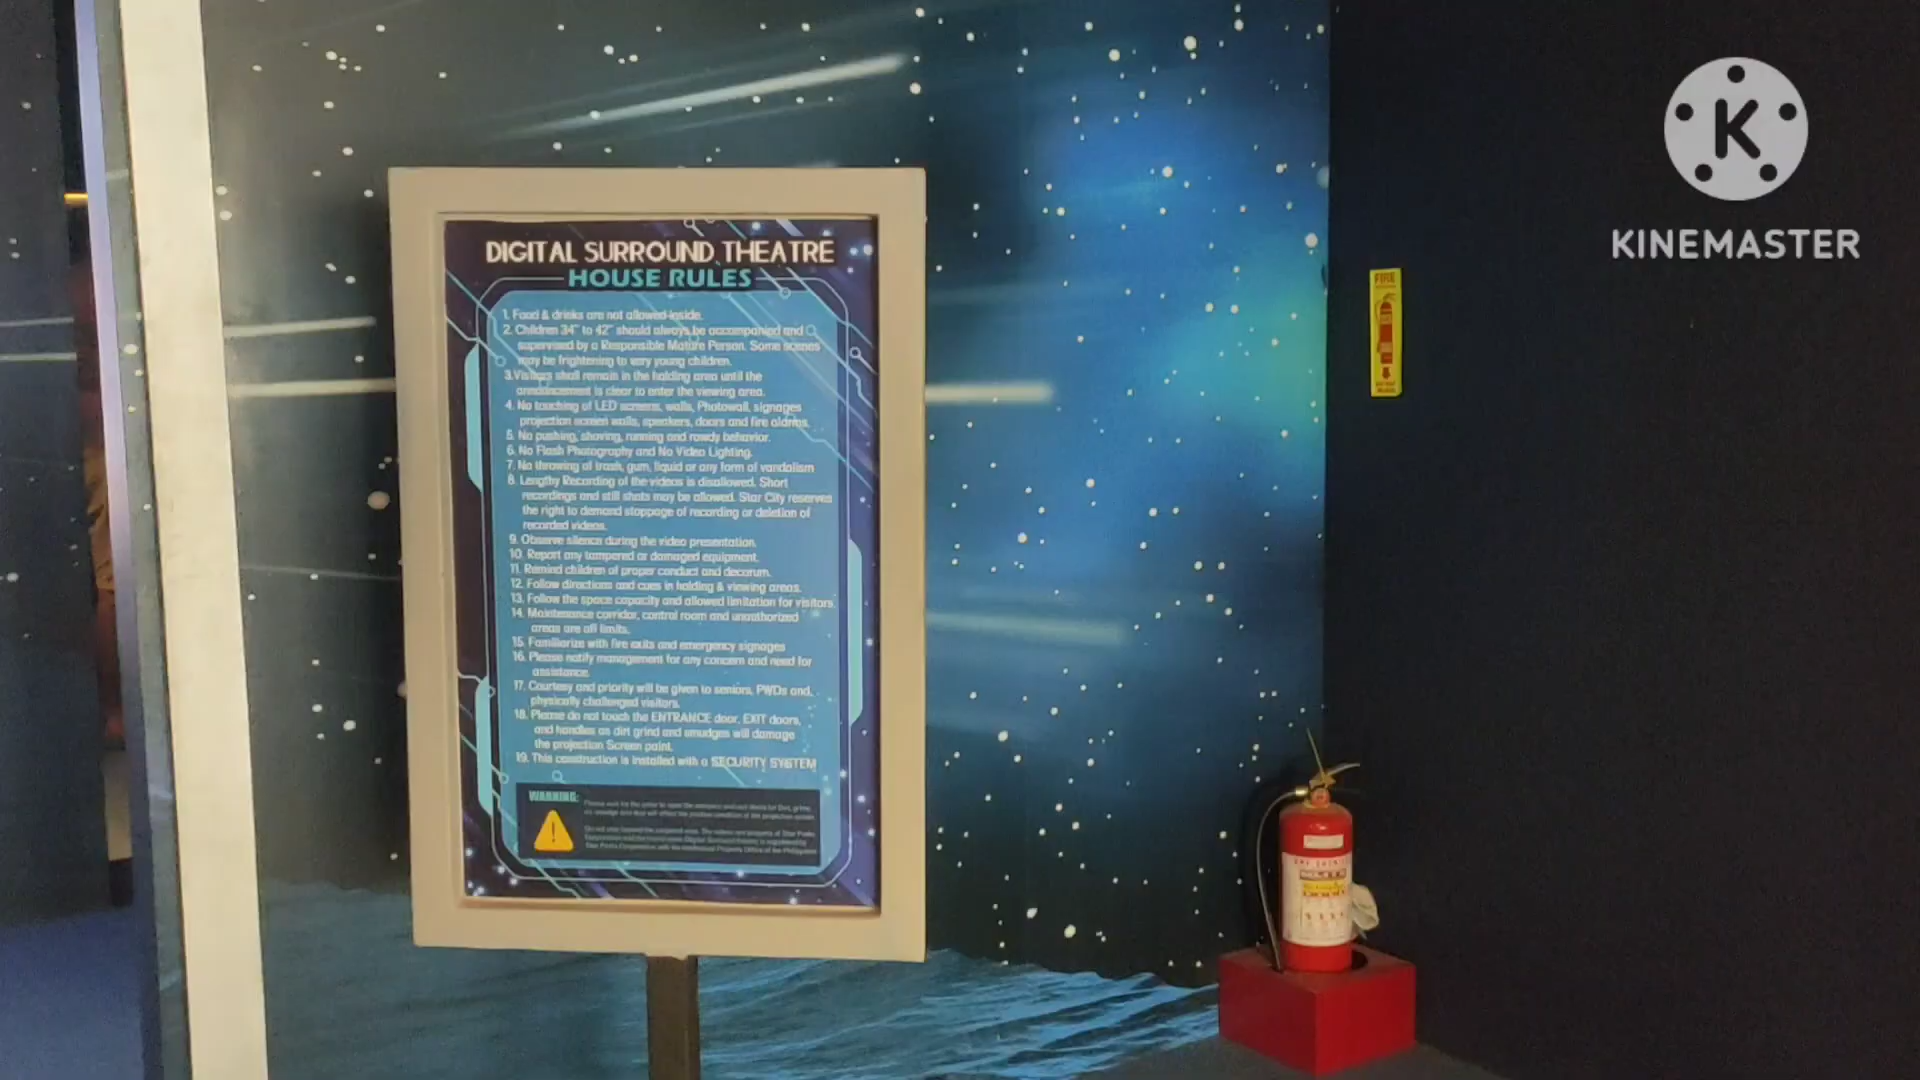 DIGITAL SURROUND THEATRE
HOUSE RULES
1. Food & drinks are not allowed inside.
2. Children 34" to 42" should always be accompanied and
supervised by a Responsible Mature Person. Some scenes
may be frightening to very young children.
3.Visitors shall remain in the holding area until the
announcement is clear to enter the viewing area.
4. No touching of LED screens, walls, Photowall, signages
projection screen walls, speakers, doors and fire alarms.
5. No pushing, shoving, running and rowdy behavior.
6. No Flash Photography and No Video Lighting.
7. No throwing of trash, gum, liquid or any form of vandalism
8. Lengthy Recording of the videos is disallowed. Short
recordings and still shots may be allowed. Star City reserves
the right to demand stoppage of recording or deletion of
recorded videos.
9. Observe silence during the video presentation.
10. Report any tampered or damaged equipment.
11. Remind children of proper conduct and decorum.
12. Follow directions and cues in holding & viewing areas.
13. Follow the space capacity and allowed limitation for visitors.
14. Maintenance corridor, control room and unauthorized
areas are off limits.
15. Familiarize with fire exits and emergency signages
16. Please notify management for any concern and need for
assistance.
17. Courtesy and priority will be given to seniors, PWDs and,
physically challenged visitors.
18. Please do not touch the ENTRANCE door, EXIT doors,
and handles as dirt grind and smudges will damage
the projection Screen paint.
19. This construction is installed with a SECURITY SYSTEM
WARNING:
FIRE
K
KINEMASTER